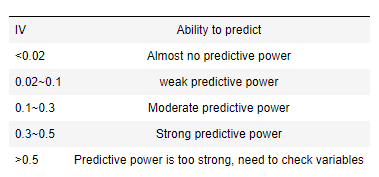 IV Ability to predict
<0.02 Almost no predictive power
0.02~0.1 weak predictive power
0.1~0.3 Moderate predictive power
0.3~0.5 Strong predictive power
>0.5 Predictive power is too strong, need to check variables